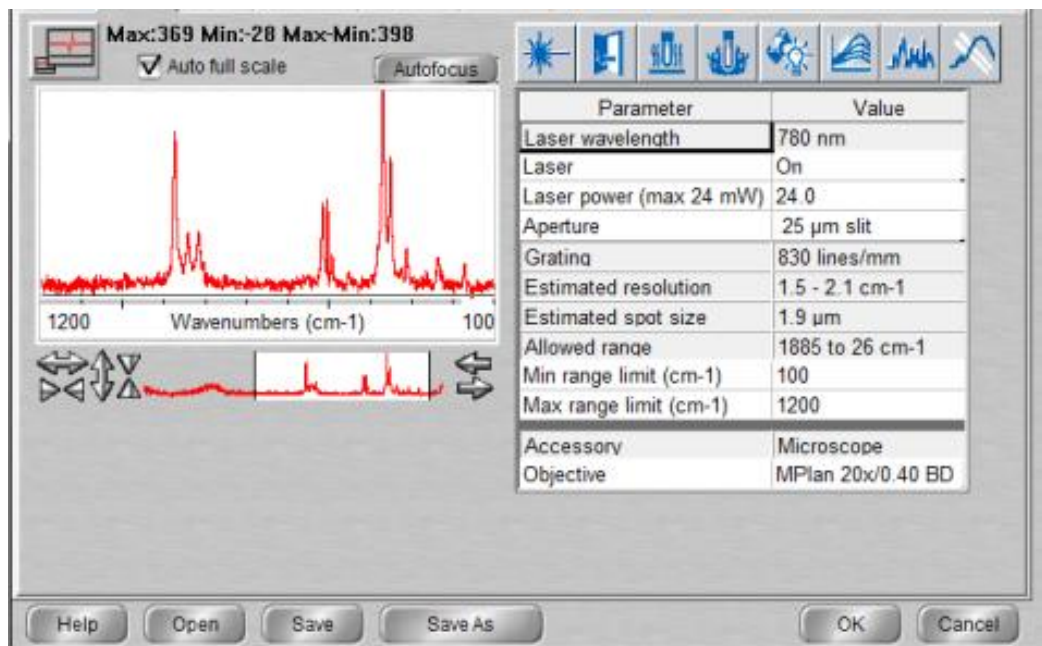 Max:369 Min:-28 Max-Min:398
Auto full scale
Autofocus
1200 Wavenumbers (cm-1) 100
Parameter Value
Laser wavelength 780 nm
Laser On
Laser power (max 24 mW) 24.0
Aperture 25 µm slit
Grating 830 lines/mm
Estimated resolution 1.5 - 2.1 cm-1
Estimated spot size 1.9 µm
Allowed range 1885 to 26 cm-1
Min range limit (cm-1) 100
Max range limit (cm-1) 1200
Accessory Microscope
Objective MPlan 20x/0.40 BD
Help Open Save Save As OK Cancel